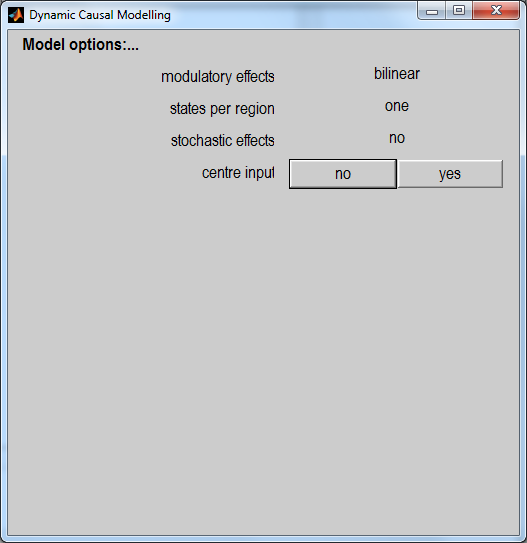 Dynamic Causal Modelling
Model options:...
modulatory effects bilinear
states per region one
stochastic effects no
centre input no yes